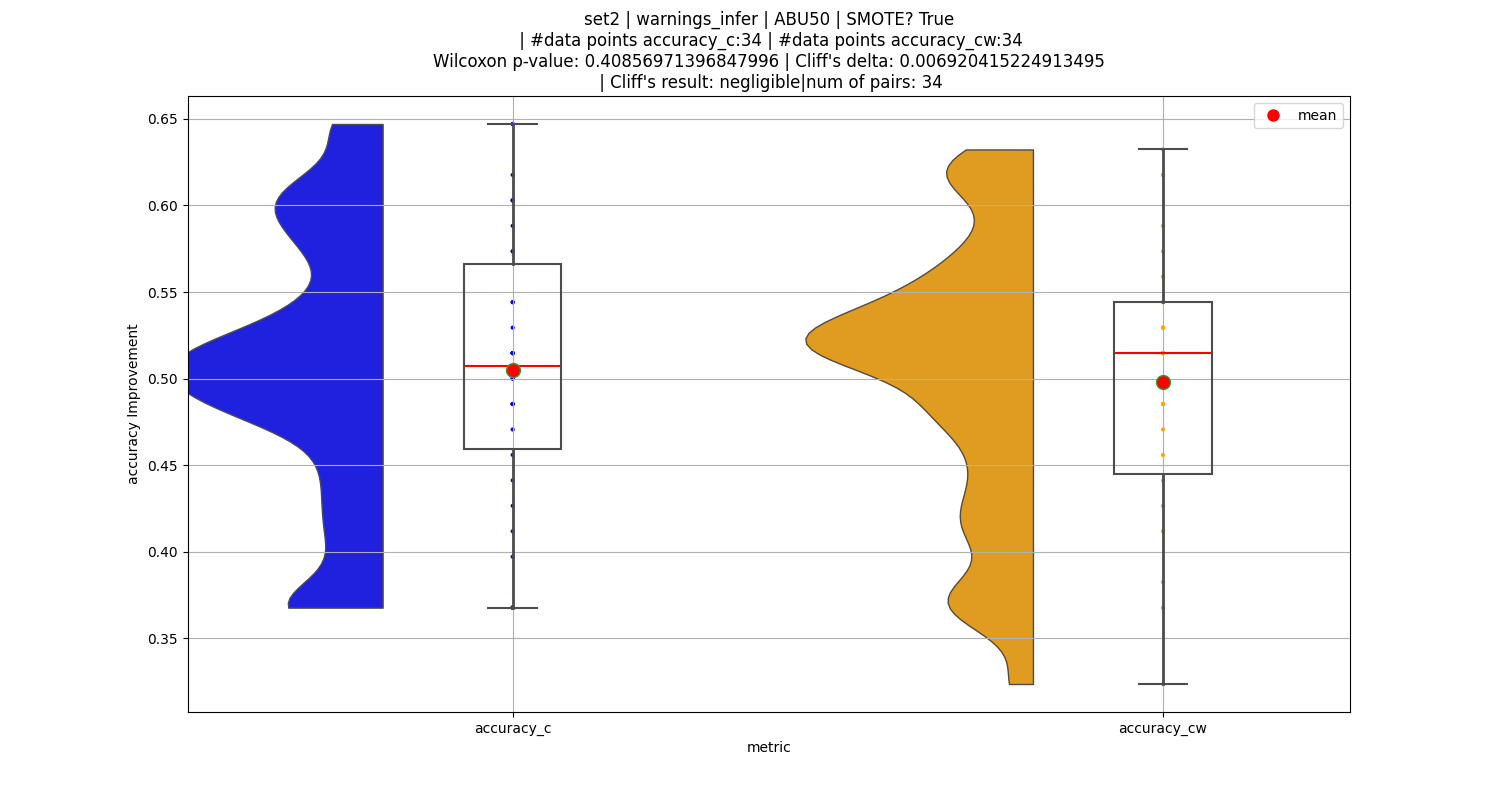 set2 | warnings_infer | ABU50 | SMOTE? True
| #data points accuracy_c:34 | #data points accuracy_cw:34
Wilcoxon p-value: 0.40856971396847996 | Cliff's delta: 0.006920415224913495
| Cliff's result: negligible|num of pairs: 34
mean
0.65
0.60
0.55
0.50
0.45
0.40
0.35
accuracy Improvement
accuracy_c
accuracy_cw
metric